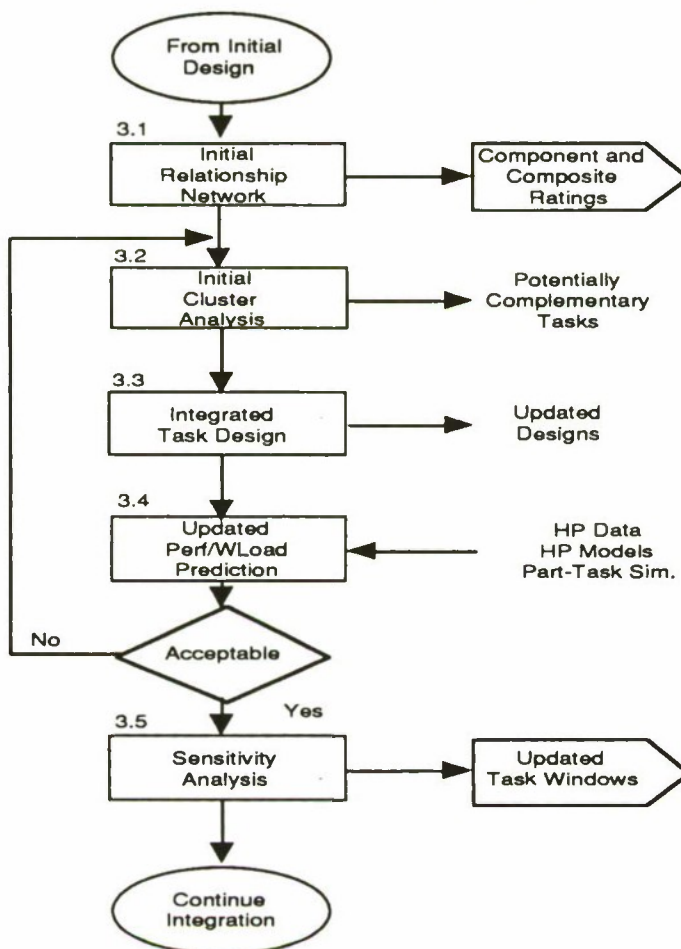 From Initial
Design
3.1
Initial
Relationship
Network
Component and
Composite
Ratings
3.2
Initial
Cluster
Analysis
Potentially
Complementary
Tasks
3.3
Integrated
Task Design
Updated
Designs
3.4
Updated
Perf/WLoad
Prediction
HP Data
HP Models
Part-Task Sim.
No
Acceptable
Yes
3.5
Sensitivity
Analysis
Updated
Task Windows
Continue
Integration